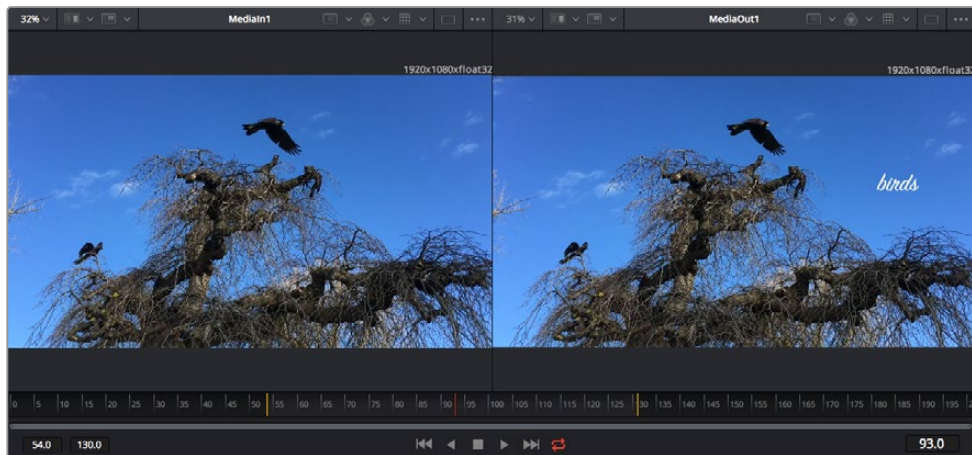 32% MediaIn1 31% MediaOut1
1920x1080xfloat32 1920x1080xfloat32
birds
0 5 10 15 20 25 30 35 40 45 50 55 60 65 70 75 80 85 90 95 100 105 110 115 120 125 30 135 140 145 150 155 160 165 170 175 180 185 190 195
54.0 130.0 93.0